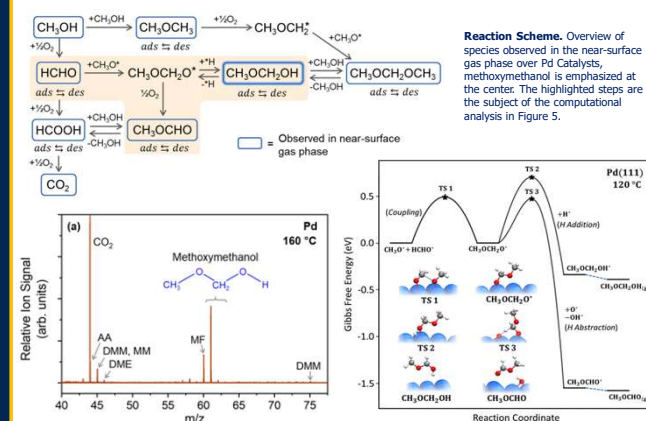 CH₃OH +CH₃OH CH₃OCH₃ +½O₂ CH₃OCH₂*
ads ⇆ des
+½O₂ +CH₃O*
HCHO +CH₃O* CH₃OCH₂O* +*H -*H CH₃OCH₂OH +CH₃OH -CH₃OH CH₃OCH₂OCH₃
ads ⇆ des ads ⇆ des ads ⇆ des
+½O₂ ½O₂
HCOOH +CH₃OH -CH₃OH CH₃OCHO
ads ⇆ des ads ⇆ des
+½O₂
CO₂
= Observed in near-surface
gas phase
Reaction Scheme. Overview of
species observed in the near-surface
gas phase over Pd Catalysts,
methoxymethanol is emphasized at
the center. The highlighted steps are
the subject of the computational
analysis in Figure 5.
(a) Pd
160 °C
CO₂
Methoxymethanol
CH₃ O O H
AA
DMM, MM
DME
MF
DMM
Relative Ion Signal
(arb. units)
40 45 50 55 60 65 70 75
m/z
Pd(111)
120 °C
TS 2
TS 3
TS 1
(Coupling)
+H*
(H Addition)
CH₃O*+HCHO* CH₃OCH₂O*
CH₃OCH₂OH*
CH₃OCH₂OH(g
TS 1 CH₃OCH₂O*
+O*
−OH*
(H Abstraction)
TS 2 TS 3
CH₃OCH₂OH CH₃OCHO
CH₃OCHO*
CH₃OCHO(g
0.5
0.0
-0.5
-1.0
-1.5
Gibbs Free Energy (eV)
Reaction Coordinate